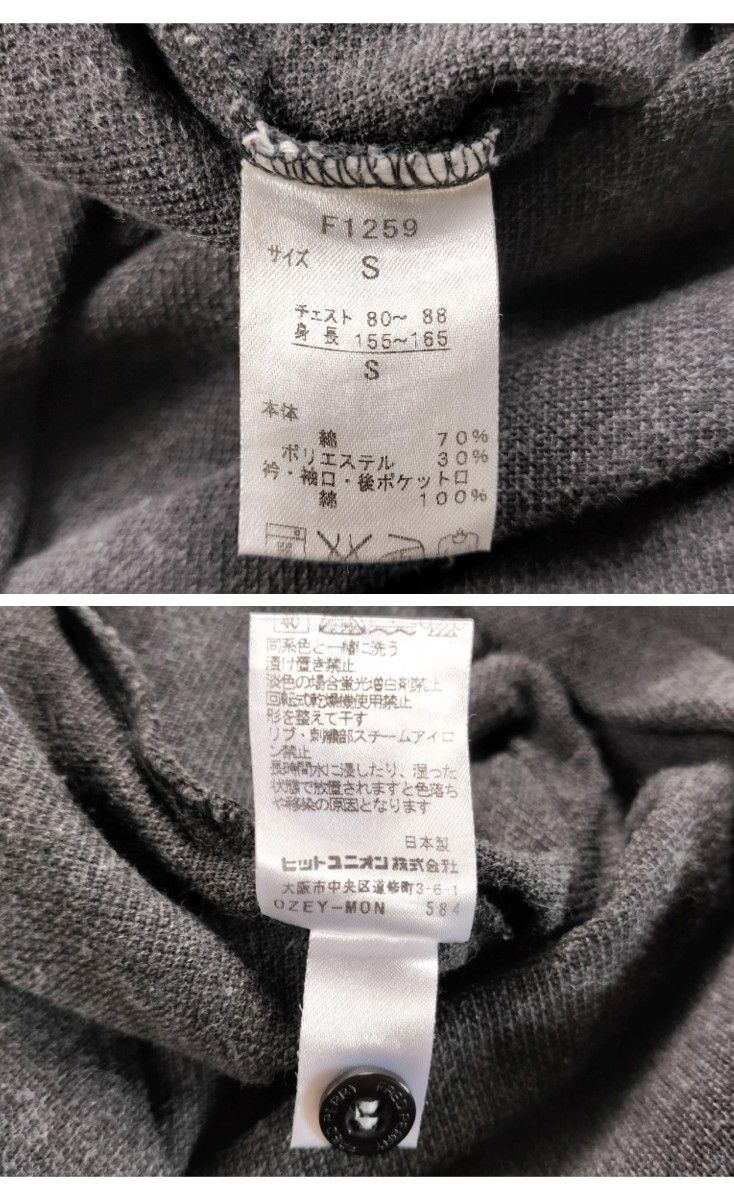 F1259
サイズ S
チェスト 80～ 88
身長 155～165
S
本体
綿 70%
ポリエステル 30%
衿・袖口・後ポケット口
綿 100%
40
同系色と一緒に洗う
漬け置き禁止
淡色の場合蛍光増白剤禁止
回転式乾燥機使用禁止
形を整えて干す
リブ・刺繍部スチームアイロ
ン禁止
長時間水に浸したり、湿った
状態で放置されますと色落ち
や移染の原因となります
日本製
ヒットユニオン株式会社
大阪市中央区道修町3-6-1
OZEY-MON 584
FRED PERRY FRED PERRY